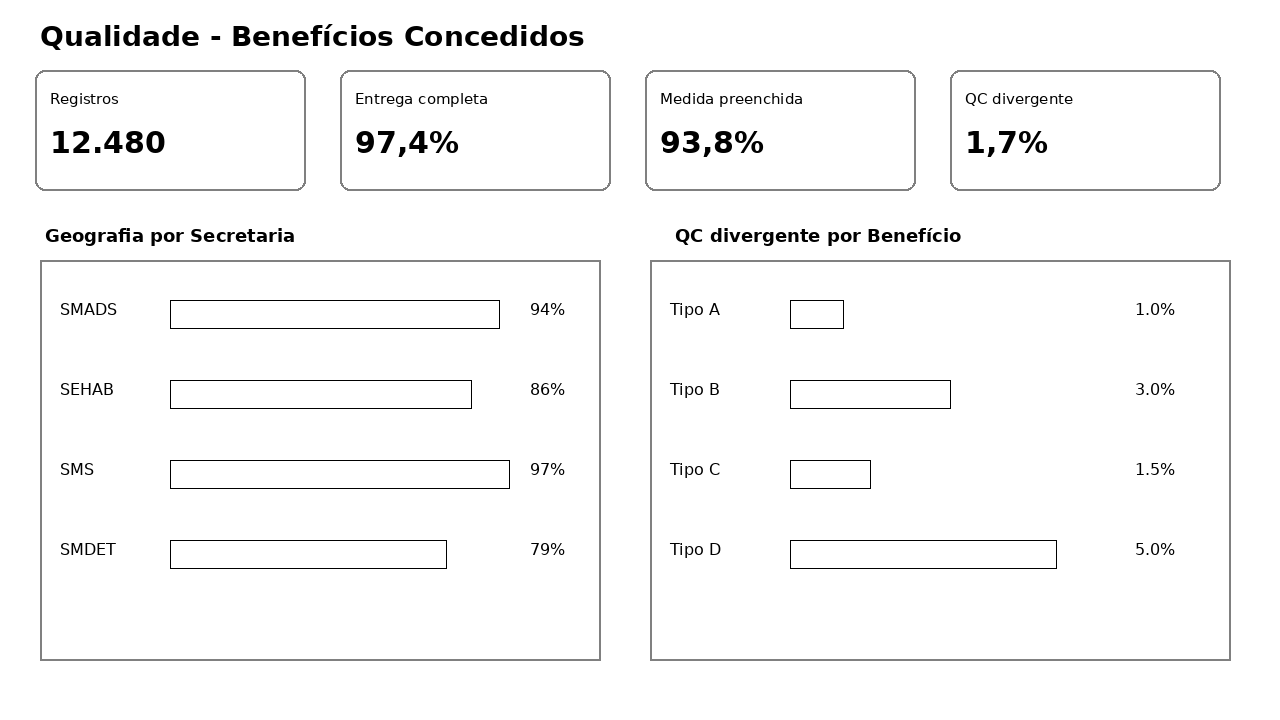 Qualidade - Benefícios Concedidos
Registros
12.480
Entrega completa
97,4%
Medida preenchida
93,8%
QC divergente
1,7%
Geografia por Secretaria
SMADS 94%
SEHAB 86%
SMS 97%
SMDET 79%
QC divergente por Benefício
Tipo A 1.0%
Tipo B 3.0%
Tipo C 1.5%
Tipo D 5.0%